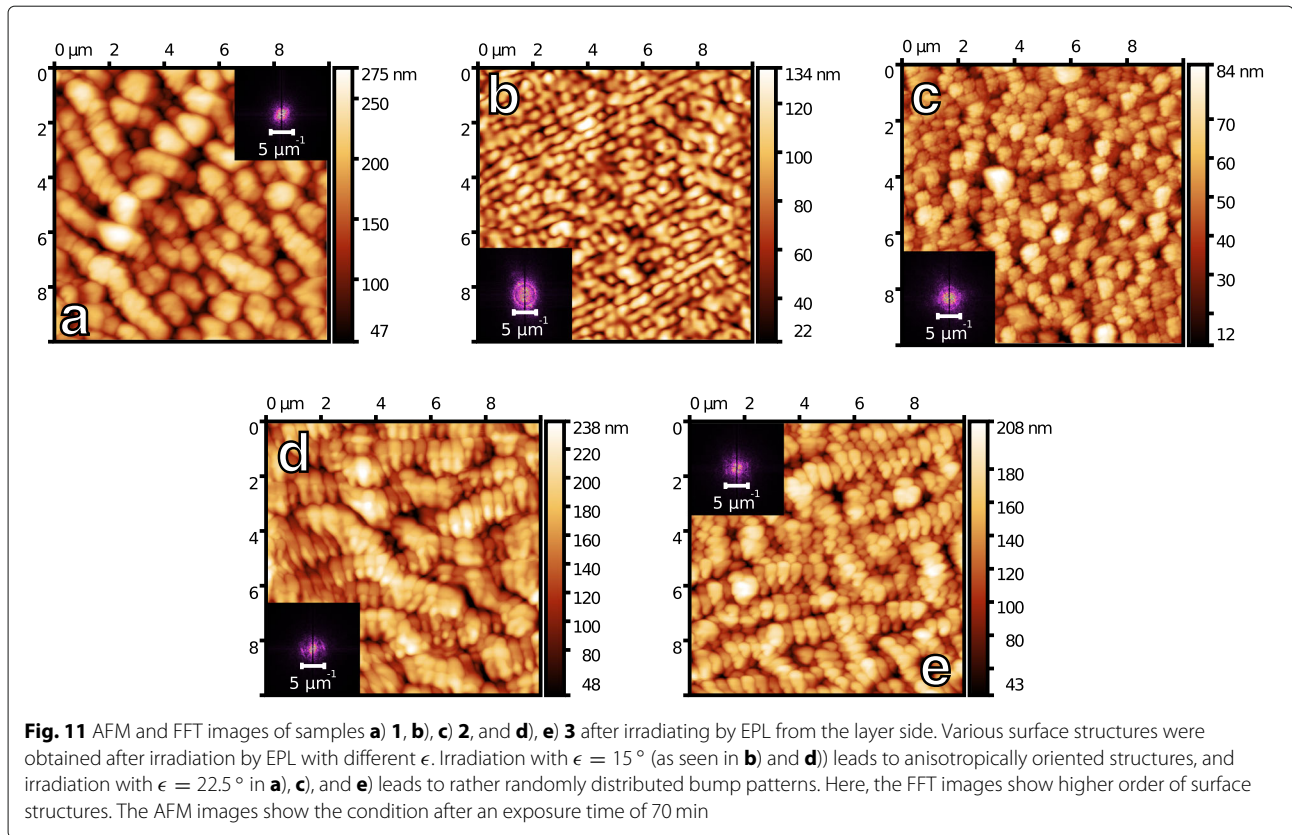 0 µm 2 4 6 8
0
2
4
6
8
275 nm
250
200
150
100
47
5 µm⁻¹
a
0 µm 2 4 6 8
0
2
4
6
8
134 nm
120
100
80
60
40
22
5 µm⁻¹
b
0 µm 2 4 6 8
0
2
4
6
8
84 nm
70
60
50
40
30
12
5 µm⁻¹
c
0 µm 2 4 6 8
0
2
4
6
8
238 nm
220
200
180
160
140
120
100
80
48
5 µm⁻¹
d
0 µm 2 4 6 8
0
2
4
6
8
208 nm
180
160
140
120
100
80
43
5 µm⁻¹
e
Fig. 11 AFM and FFT images of samples a) 1, b), c) 2, and d), e) 3 after irradiating by EPL from the layer side. Various surface structures were
obtained after irradiation by EPL with different ϵ. Irradiation with ϵ = 15 ° (as seen in b) and d)) leads to anisotropically oriented structures, and
irradiation with ϵ = 22.5 ° in a), c), and e) leads to rather randomly distributed bump patterns. Here, the FFT images show higher order of surface
structures. The AFM images show the condition after an exposure time of 70 min